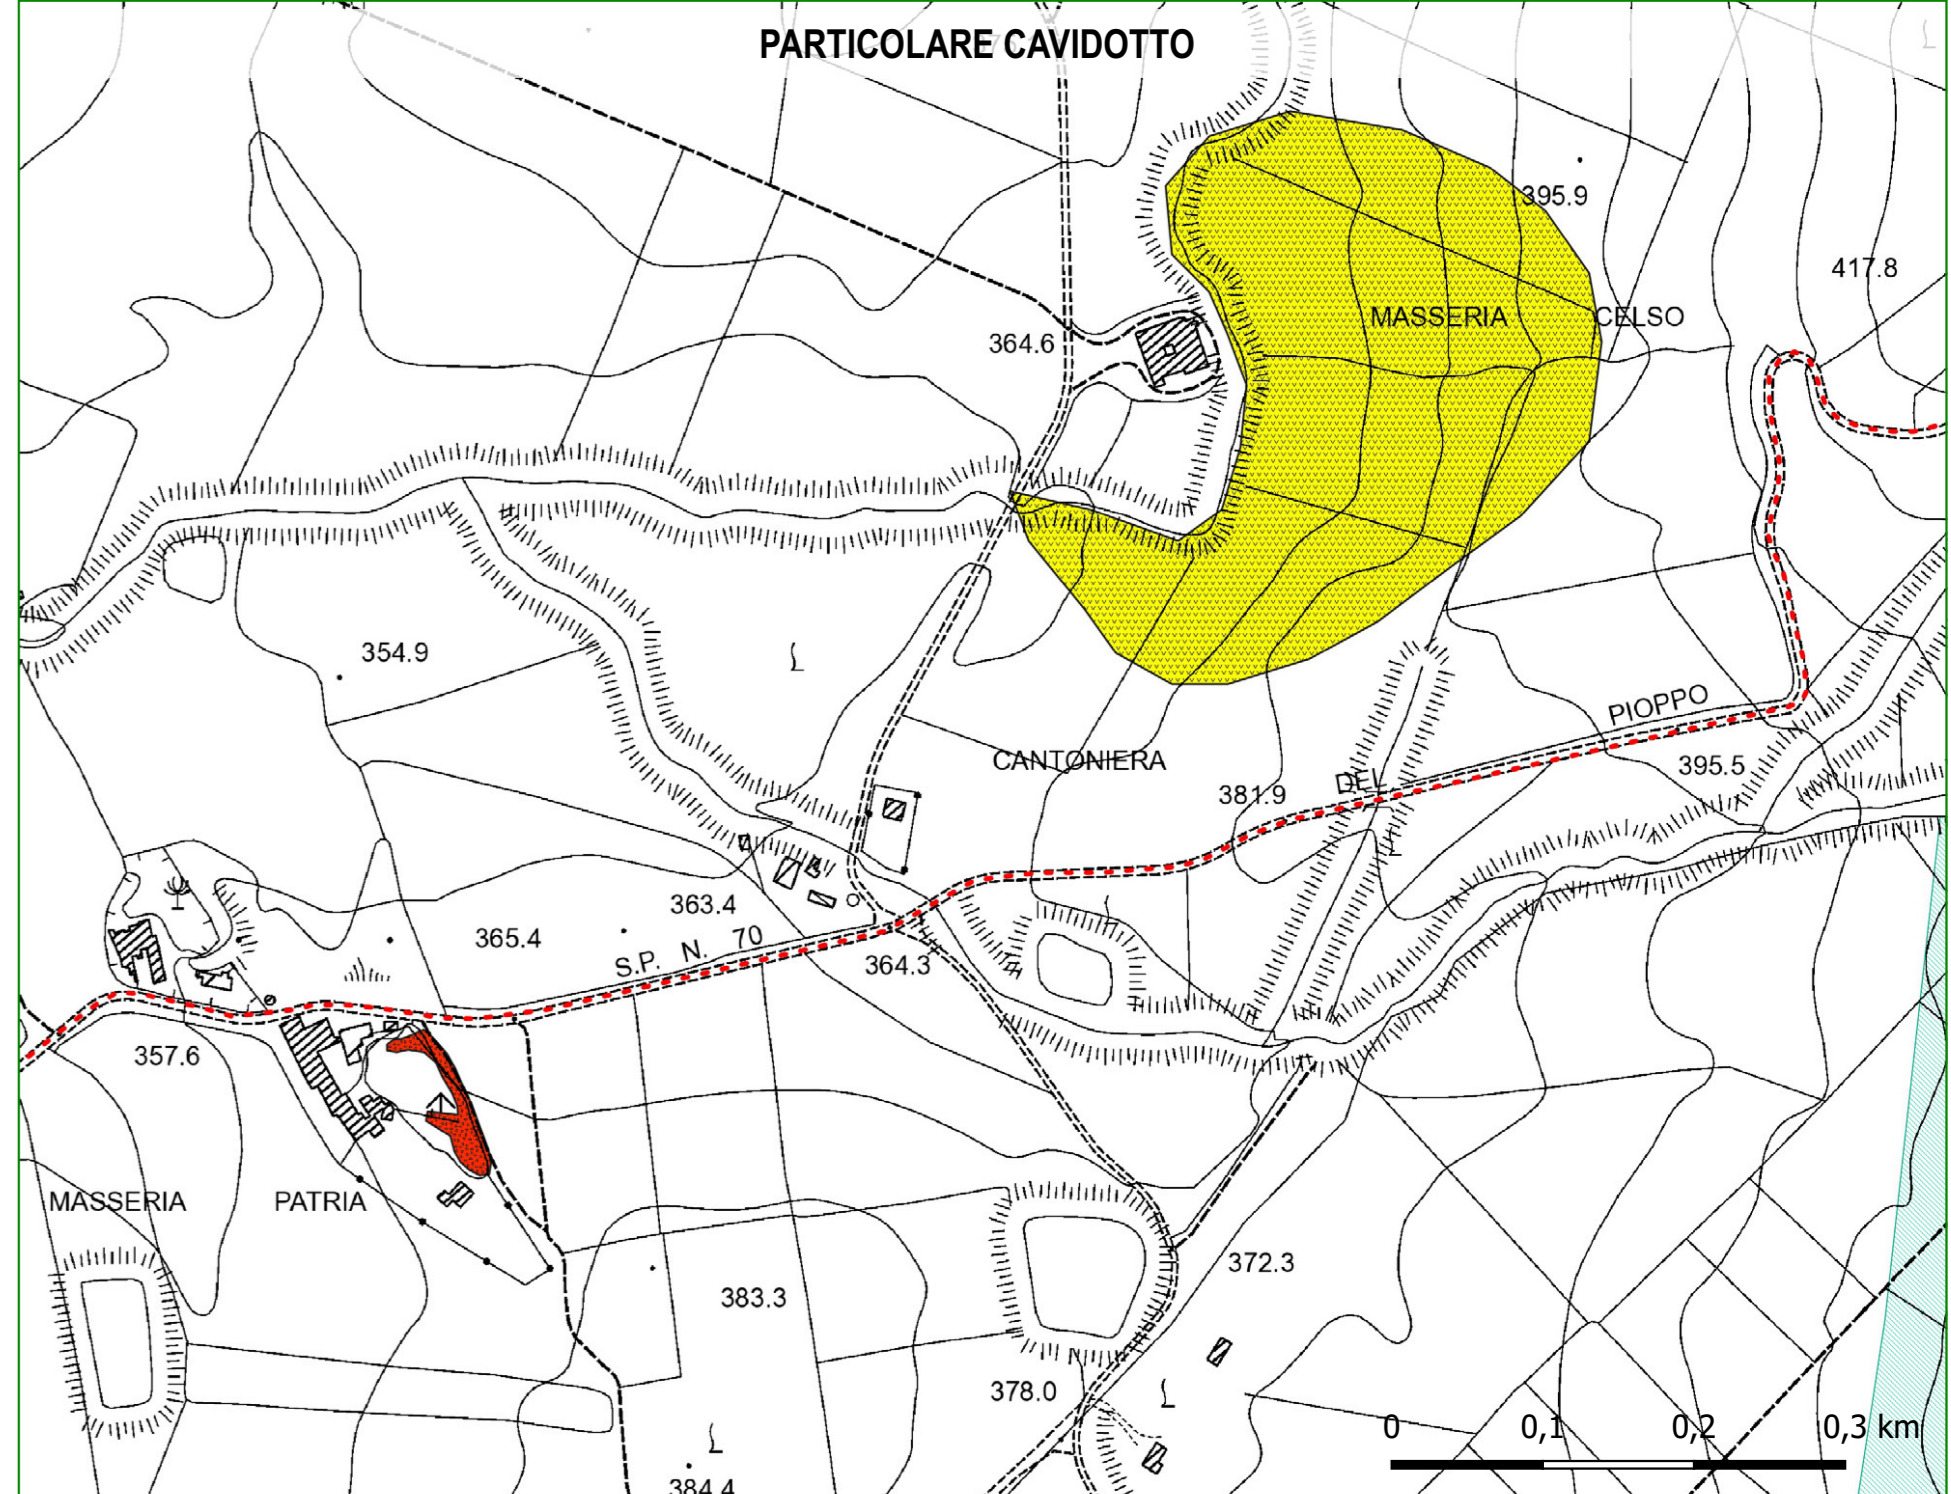 PARTICOLARE CAVIDOTTO
395.9
417.8
MASSERIA CELSO
364.6
354.9
PIOPPO
CANTONIERA
395.5
DEL
381.9
363.4
365.4
S.P. N. 70
364.3
357.6
MASSERIA PATRIA
372.3
383.3
378.0
0 0,1 0,2 0,3 km
384.4